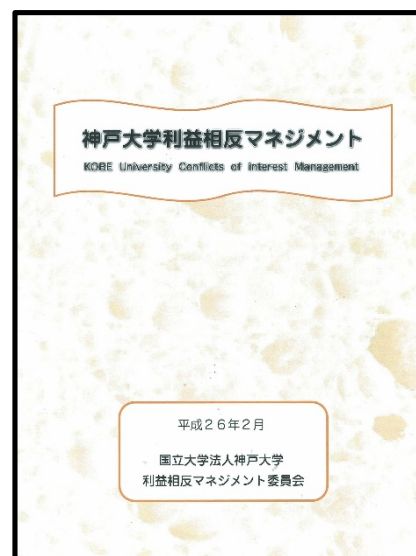 神戸大学利益相反マネジメント
KOBE University Conflicts of Interest Management
平成26年2月
国立大学法人神戸大学
利益相反マネジメント委員会